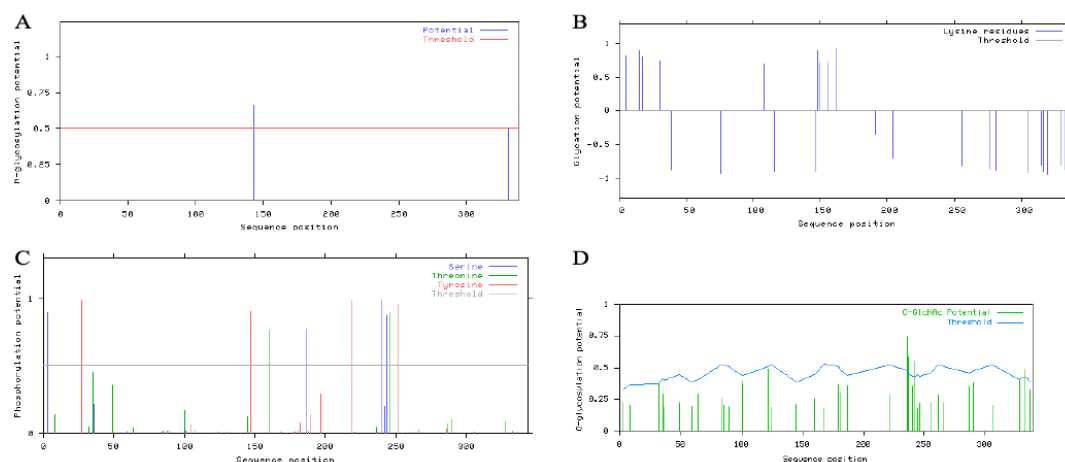 A
Potential
Threshold
N-glycosylation potential
1
0.75
0.5
0.25
0
0 50 100 150 200 250 300
Sequence position
B
Lysine residues
Threshold
Glycation potential
1
0.5
0
-0.5
-1
0 50 100 150 200 250 300
Sequence position
C
Serine
Threonine
Tyrosine
Threshold
Phosphorylation potential
1
0
0 50 100 150 200 250 300
Sequence position
D
O-GlcNAc Potential
Threshold
O-glycosylation potential
1
0.75
0.5
0.25
0
0 50 100 150 200 250 300
Sequence position